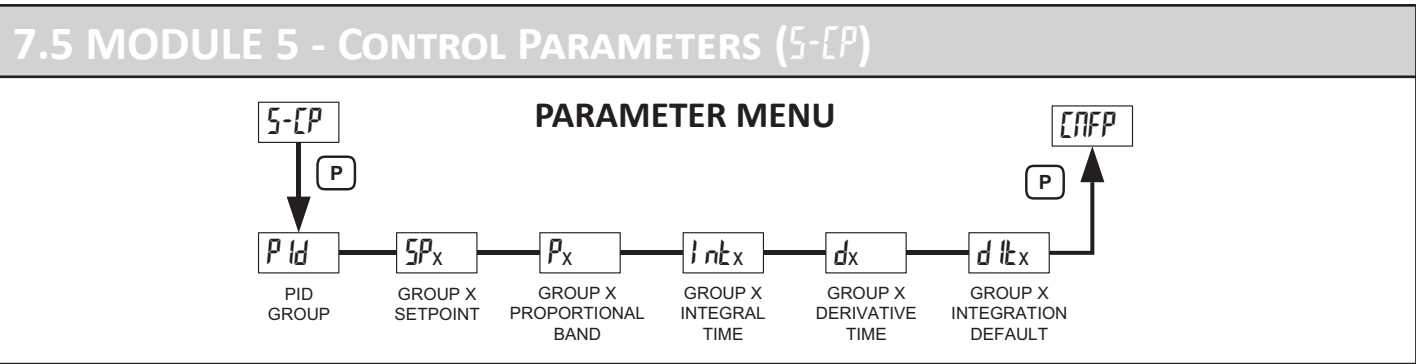 7.5 MODULE 5 - CONTROL PARAMETERS (5-CP)
PARAMETER MENU
5-CP
CNFP
P
P
PId
SPx
Px
Intx
dx
dItx
PID
GROUP
GROUP X
SETPOINT
GROUP X
PROPORTIONAL
BAND
GROUP X
INTEGRAL
TIME
GROUP X
DERIVATIVE
TIME
GROUP X
INTEGRATION
DEFAULT